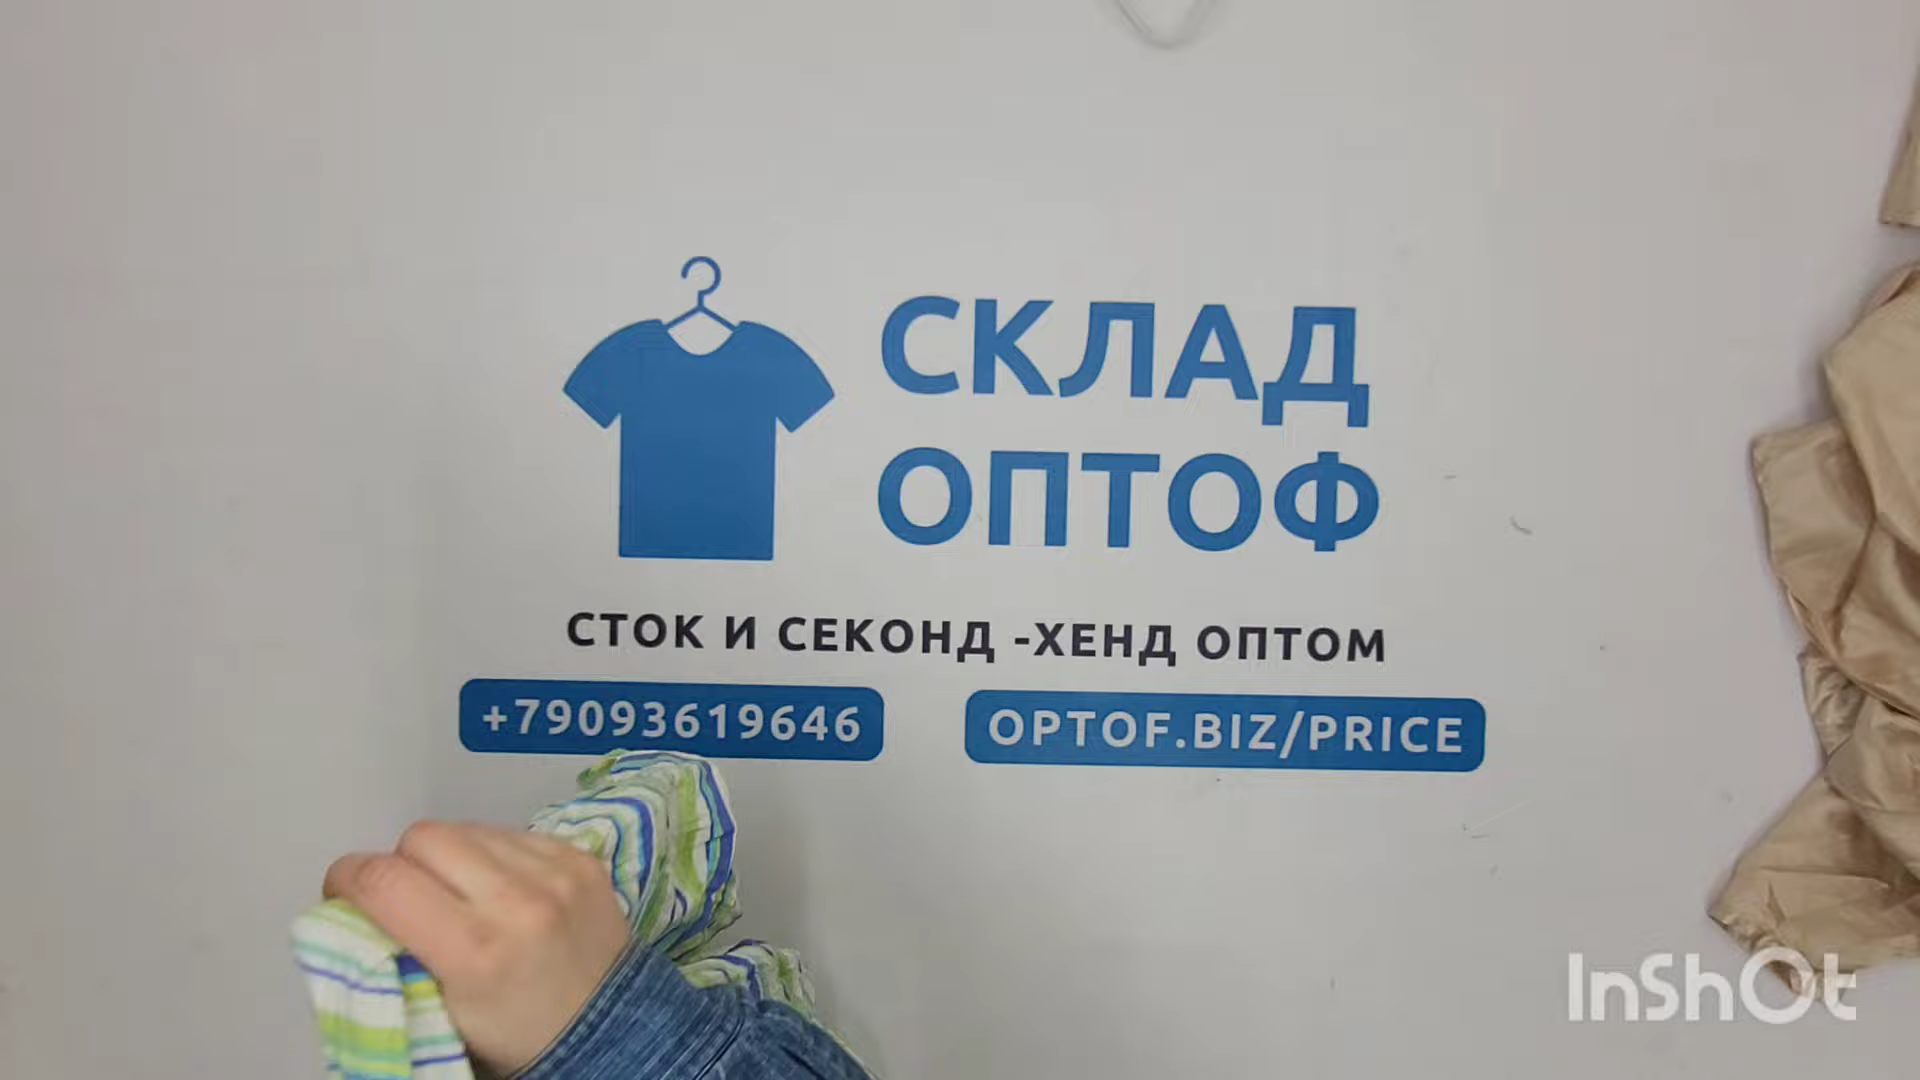 СКЛАД
ОПТОФ
СТОК И СЕКОНД -ХЕНД ОПТОМ
+79093619646
OPTOF.BIZ/PRICE
InShOt